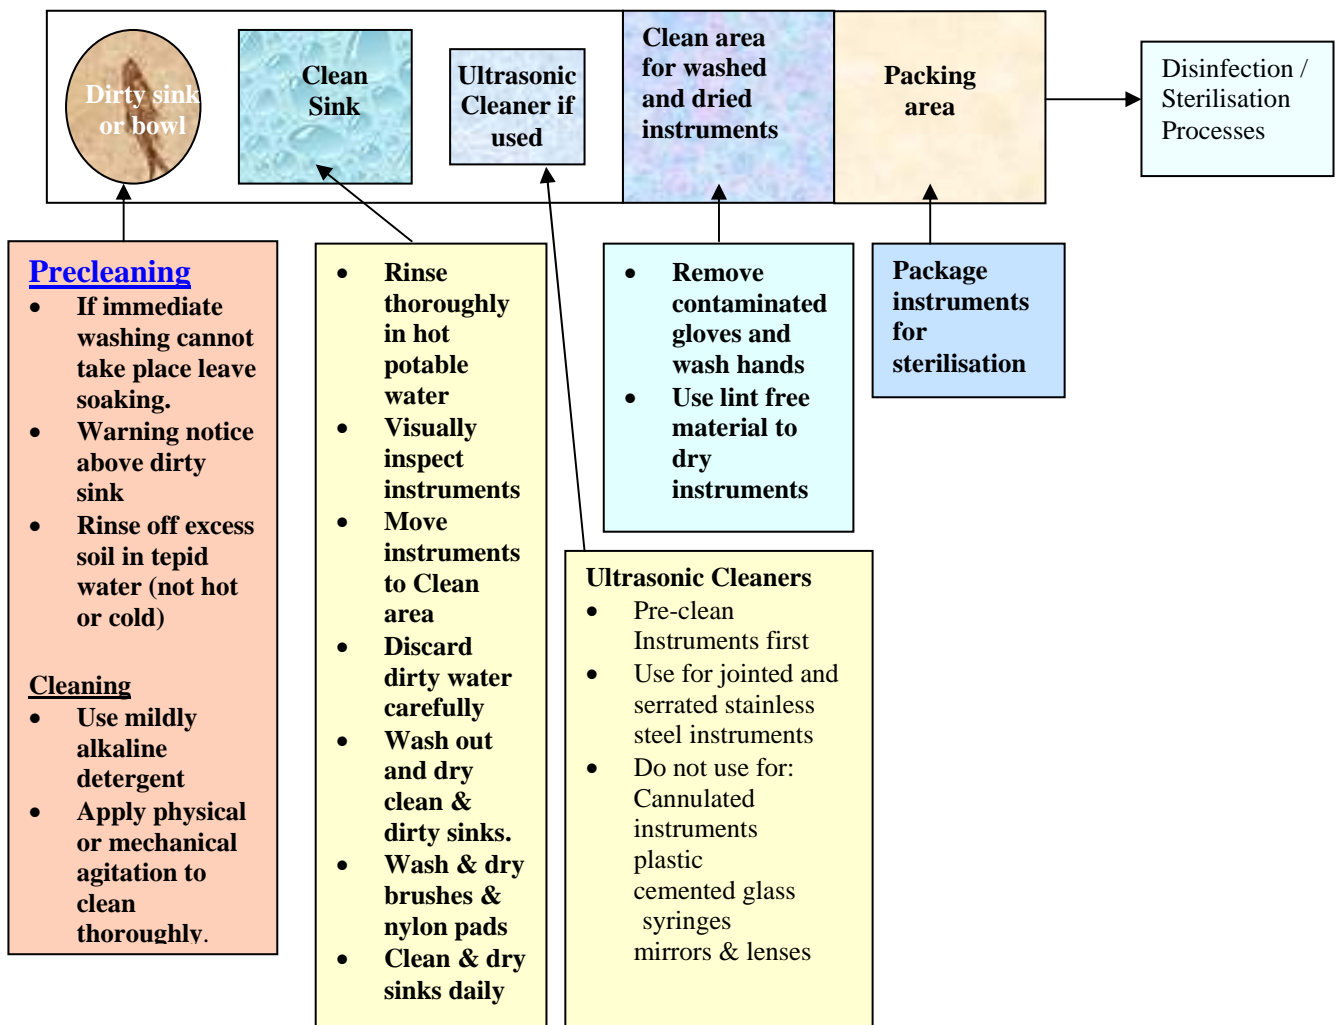 Dirty sink
or bowl
Clean
Sink
Ultrasonic
Cleaner if
used
Clean area
for washed
and dried
instruments
Packing
area
Disinfection /
Sterilisation
Processes
Precleaning
• If immediate
washing cannot
take place leave
soaking.
• Warning notice
above dirty
sink
• Rinse off excess
soil in tepid
water (not hot
or cold)
Cleaning
• Use mildly
alkaline
detergent
• Apply physical
or mechanical
agitation to
clean
thoroughly.
• Rinse
thoroughly
in hot
potable
water
• Visually
inspect
instruments
• Move
instruments
to Clean
area
• Discard
dirty water
carefully
• Wash out
and dry
clean &
dirty sinks.
• Wash & dry
brushes &
nylon pads
• Clean & dry
sinks daily
Ultrasonic Cleaners
• Pre-clean
Instruments first
• Use for jointed and
serrated stainless
steel instruments
• Do not use for:
Cannulated
instruments
plastic
cemented glass
syringes
mirrors & lenses
• Remove
contaminated
gloves and
wash hands
• Use lint free
material to
dry
instruments
Package
instruments
for
sterilisation